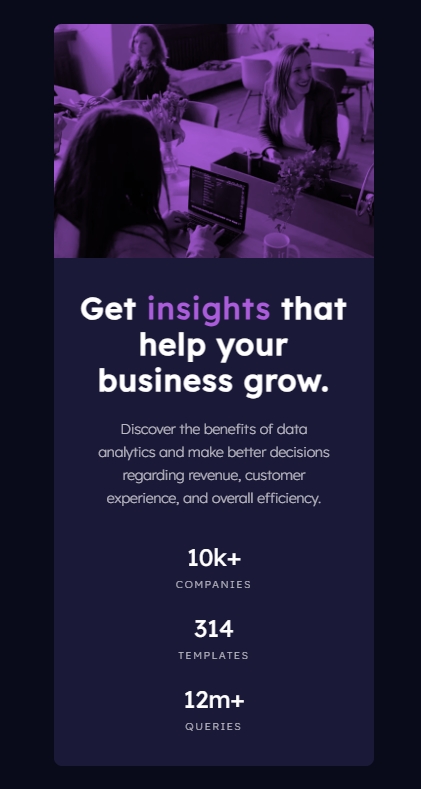 Get insights that
help your
business grow.
Discover the benefits of data
analytics and make better decisions
regarding revenue, customer
experience, and overall efficiency.
10k+
COMPANIES
314
TEMPLATES
12m+
QUERIES